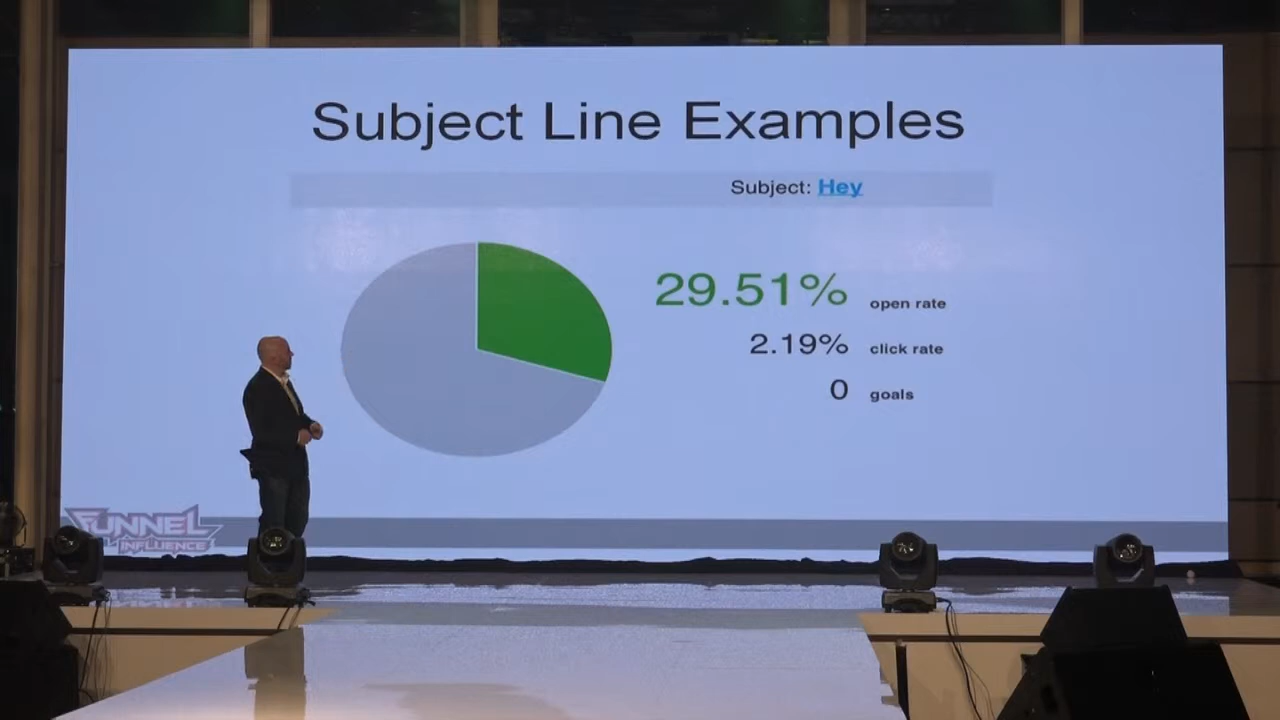 Subject Line Examples
Subject: Hey
29.51% open rate
2.19% click rate
0 goals
FUNNEL
INFLUENCE